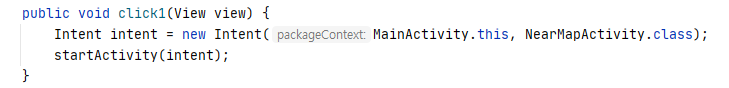 public void click1(View view) {
    Intent intent = new Intent( packageContext: MainActivity.this, NearMapActivity.class);
    startActivity(intent);
}